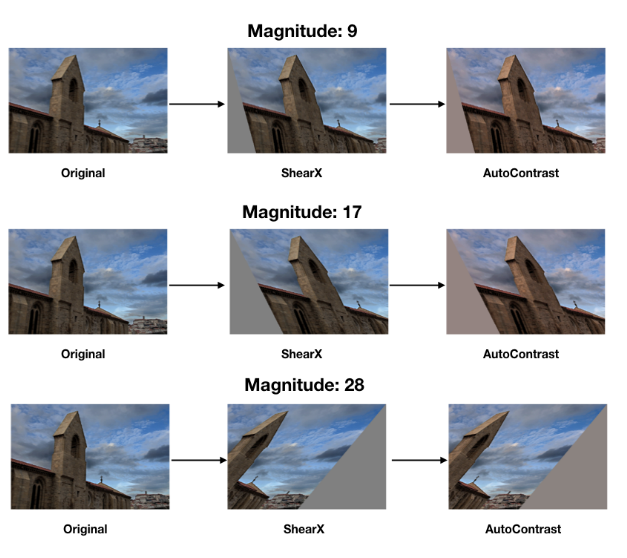 Magnitude: 9
Original
ShearX
AutoContrast
Magnitude: 17
Original
ShearX
AutoContrast
Magnitude: 28
Original
ShearX
AutoContrast